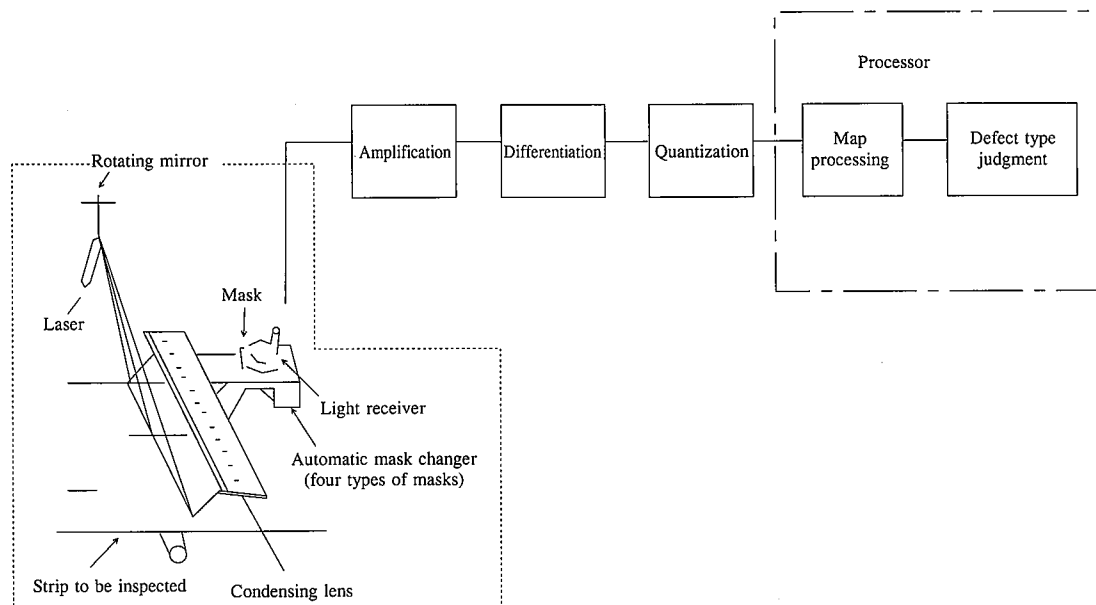 Processor
Amplification
Differentiation
Quantization
Map
processing
Defect type
judgment
Rotating mirror
Laser
Mask
Light receiver
Automatic mask changer
(four types of masks)
Strip to be inspected
Condensing lens